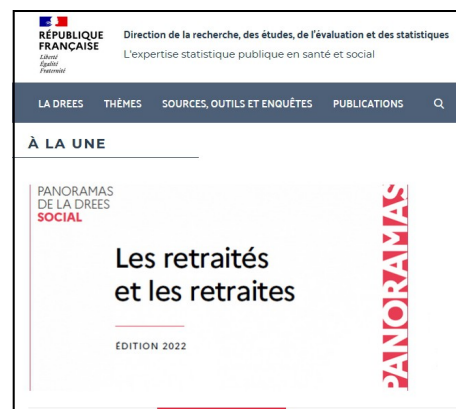 RÉPUBLIQUE
FRANÇAISE
Liberté
Égalité
Fraternité
Direction de la recherche, des études, de l'évaluation et des statistiques
L'expertise statistique publique en santé et social
LA DREES THÈMES SOURCES, OUTILS ET ENQUÊTES PUBLICATIONS
À LA UNE
PANORAMAS
DE LA DREES
SOCIAL
Les retraités
et les retraites
ÉDITION 2022
PANORAMAS